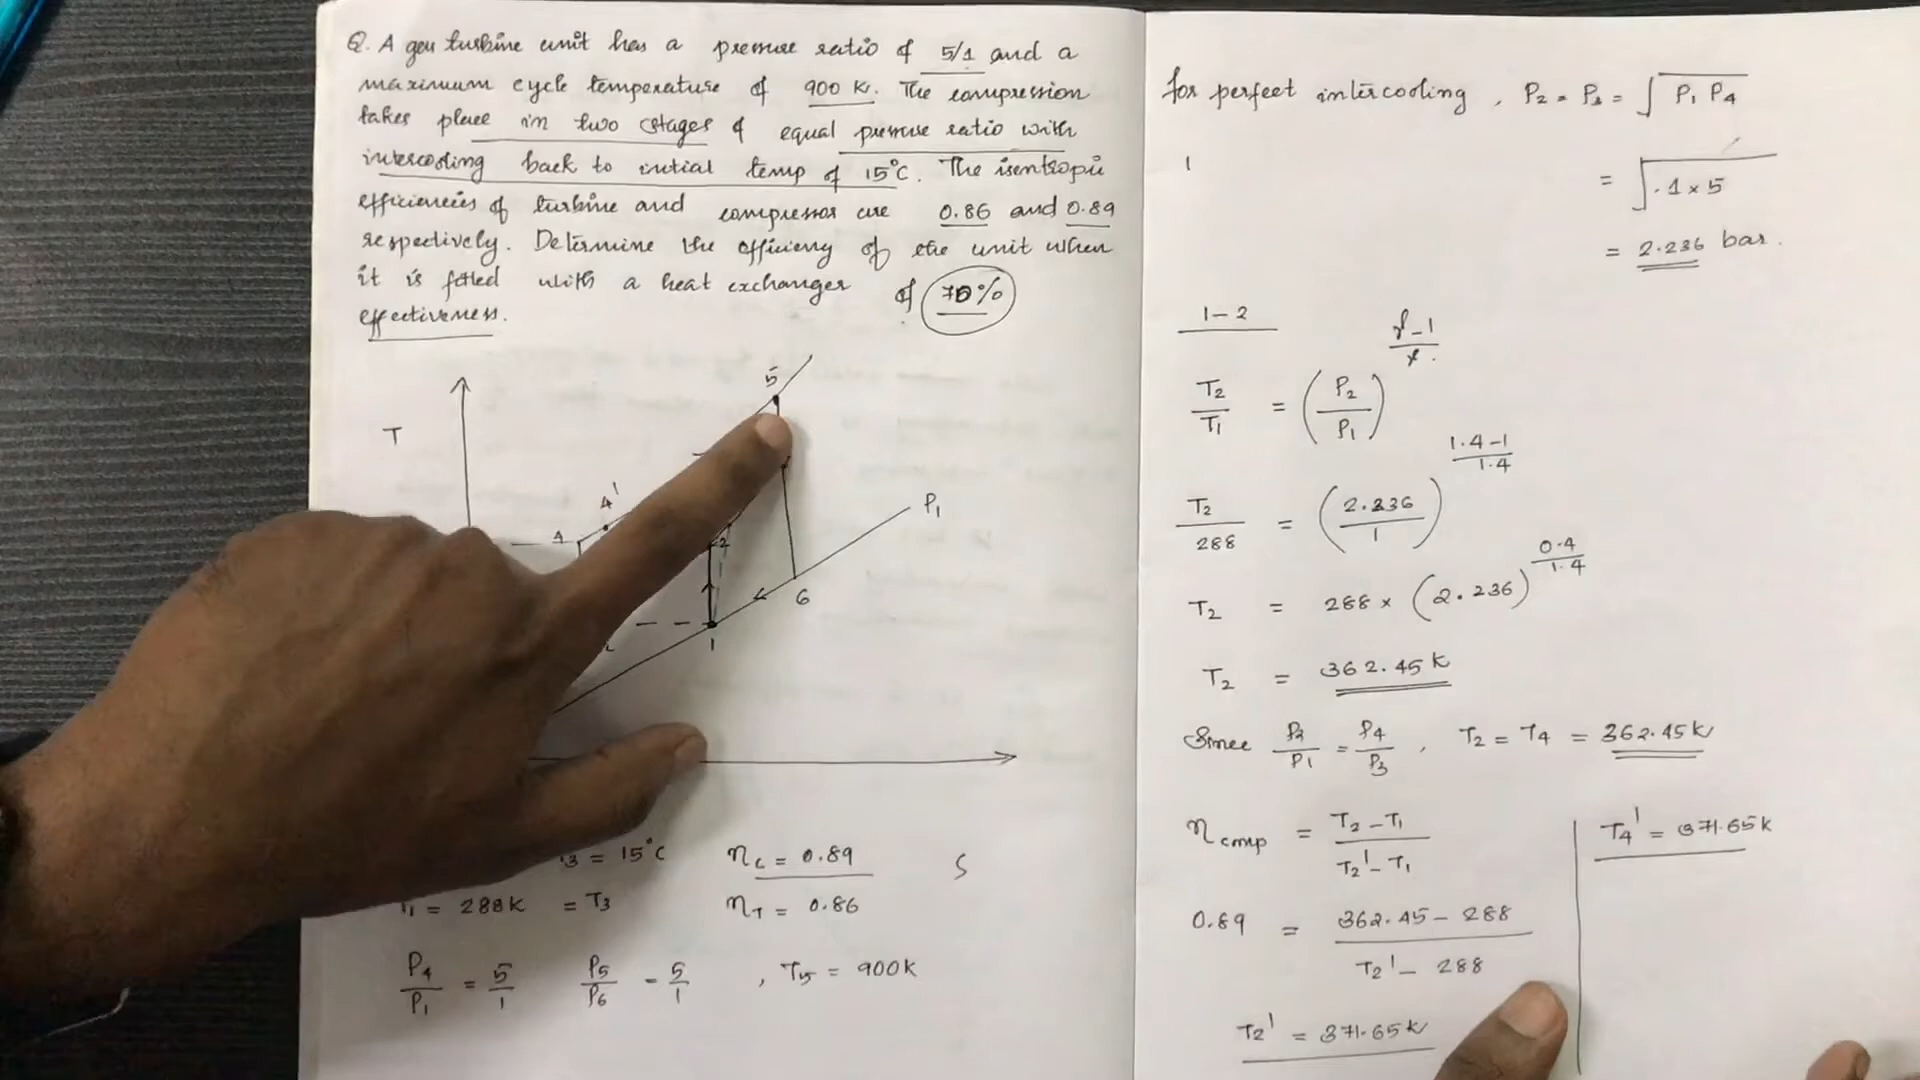 Q. A gas turbine unit has a pressure ratio of 5/1 and a
maximum cycle temperature of 900 K. The compression
takes place in two stages of equal pressure ratio with
intercooling back to initial temp of 15°C. The isentropic
efficiencies of turbine and compressor are 0.86 and 0.89
respectively. Determine the efficieny of the unit when
it is fitted with a heat exchanger of 70%
effectiveness.
5
T
4'
4
P1
2
6
1
3 = 15°C ηc = 0.89 S
T1 = 288K = T3 ηT = 0.86
P4/P1 = 5/1 P5/P6 = 5/1 , T5 = 900K
for perfect intercooling , P2 = P3 = √P1 P4
1
= √1 × 5
= 2.236 bar.
1-2
T2/T1 = (P2/P1)^(γ-1/γ)
T2/288 = (2.236/1)^(1.4-1/1.4)
T2 = 288 × (2.236)^(0.4/1.4)
T2 = 362.45 K
Since P2/P1 = P4/P3 , T2 = T4 = 362.45K
ηcmp = T2 - T1/T2' - T1
T4' = 371.65K
0.89 = 362.45 - 288/T2' - 288
T2' = 371.65K